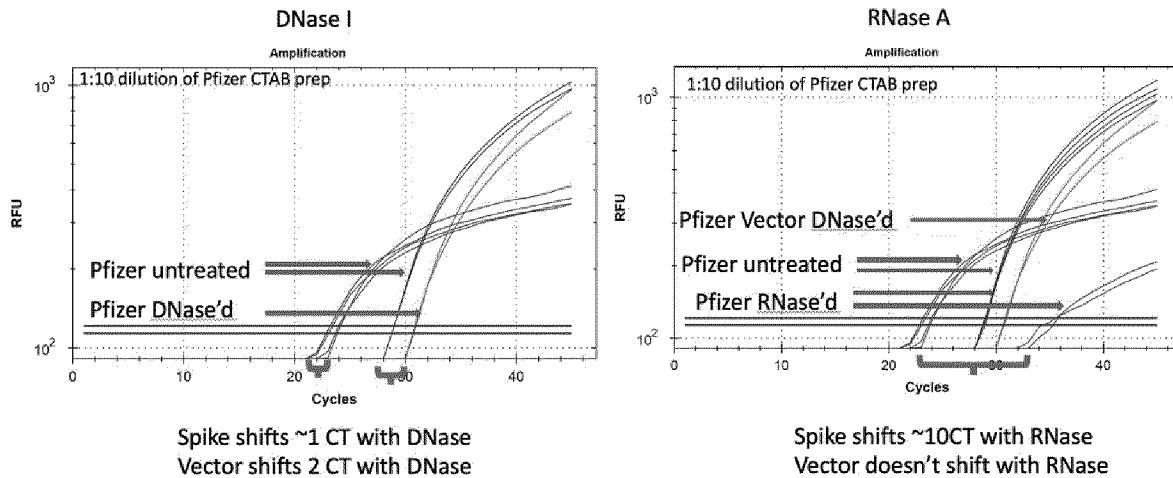 DNase I
Amplification
1:10 dilution of Pfizer CTAB prep
10³
RFU
Pfizer untreated
Pfizer DNase'd
10²
0 10 20 30 40
Cycles
Spike shifts ~1 CT with DNase
Vector shifts 2 CT with DNase
RNase A
Amplification
1:10 dilution of Pfizer CTAB prep
10³
RFU
Pfizer Vector DNase'd
Pfizer untreated
Pfizer RNase'd
10²
0 10 20 30 40
Cycles
Spike shifts ~10CT with RNase
Vector doesn't shift with RNase